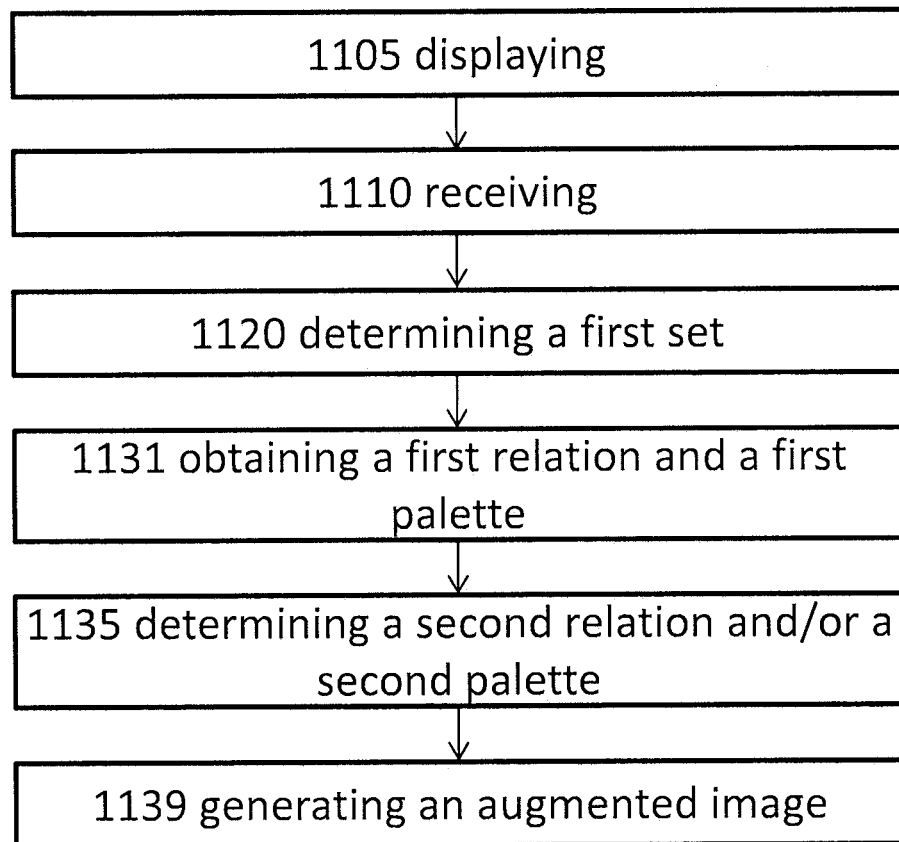 1105 displaying
1110 receiving
1120 determining a first set
1131 obtaining a first relation and a first
palette
1135 determining a second relation and/or a
second palette
1139 generating an augmented image